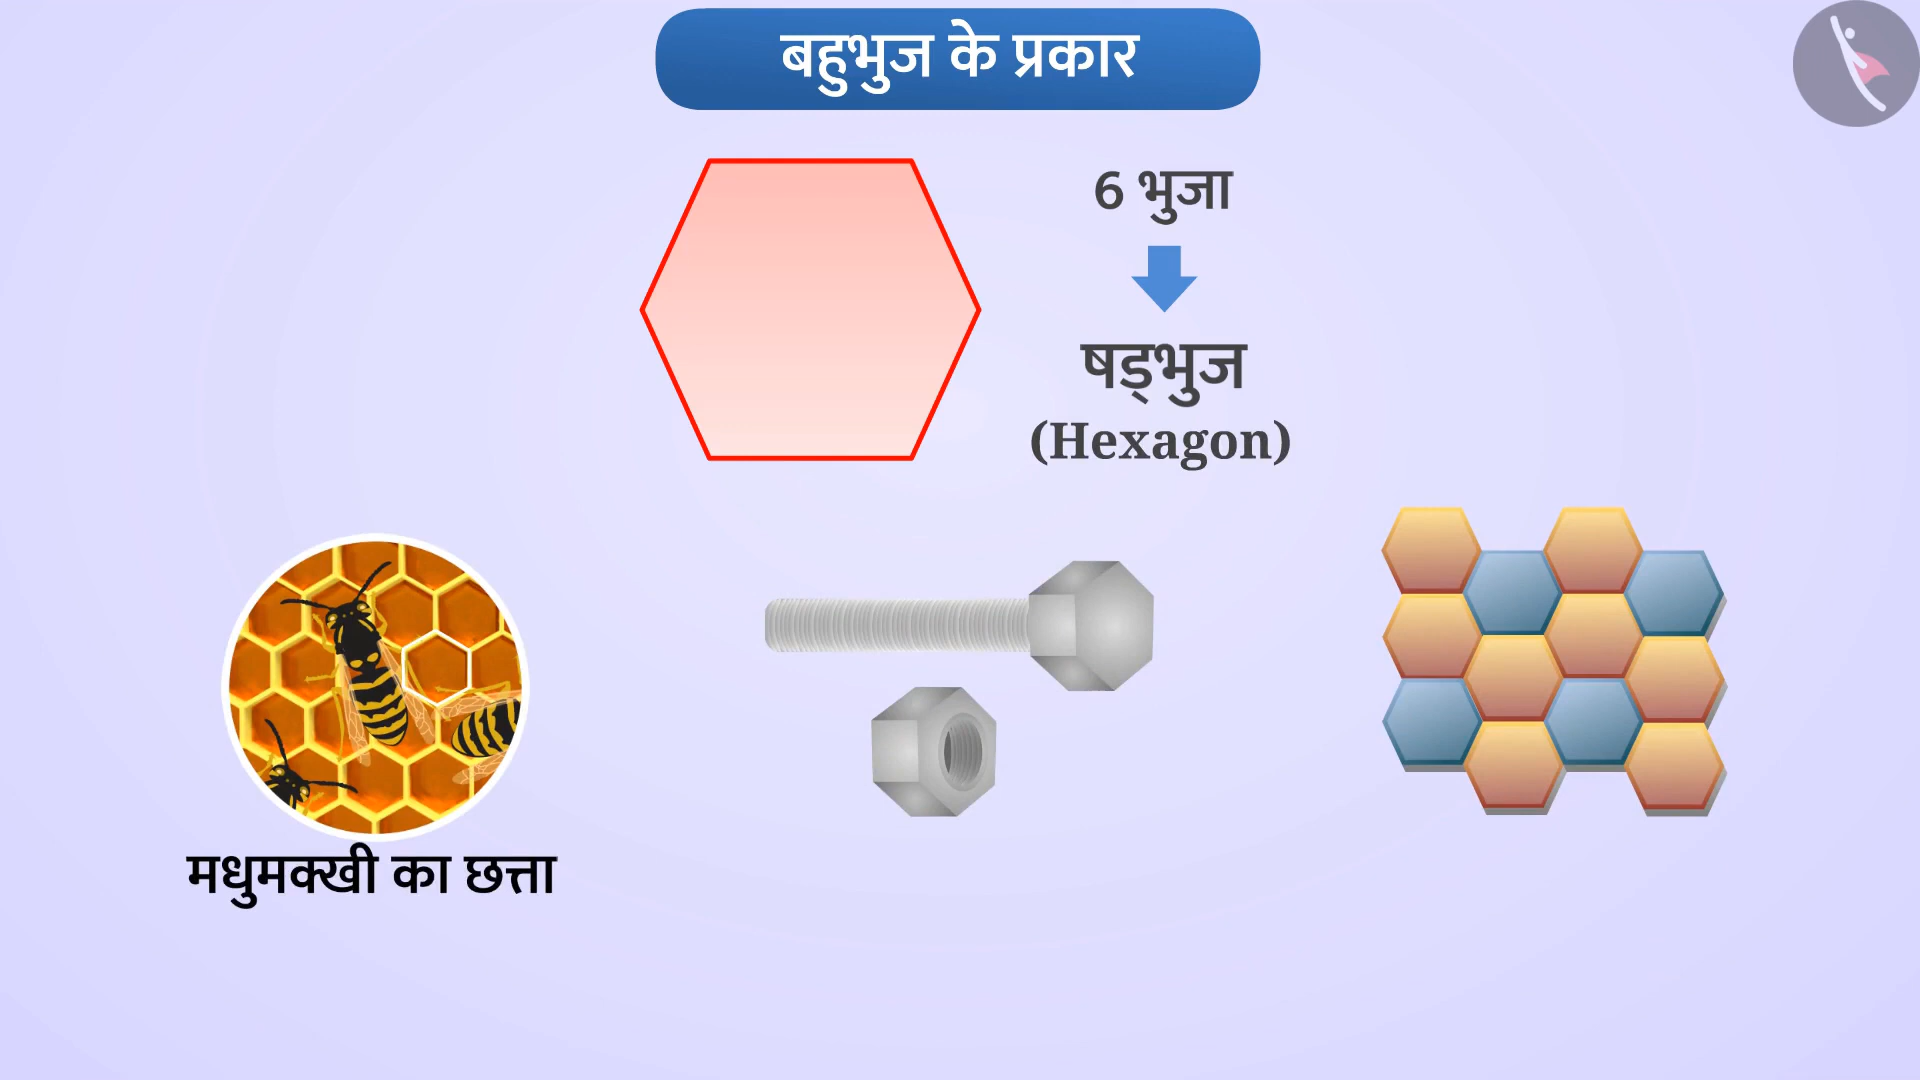 बहुभुज के प्रकार
6 भुजा
षड्भुज
(Hexagon)
मधुमक्खी का छत्ता